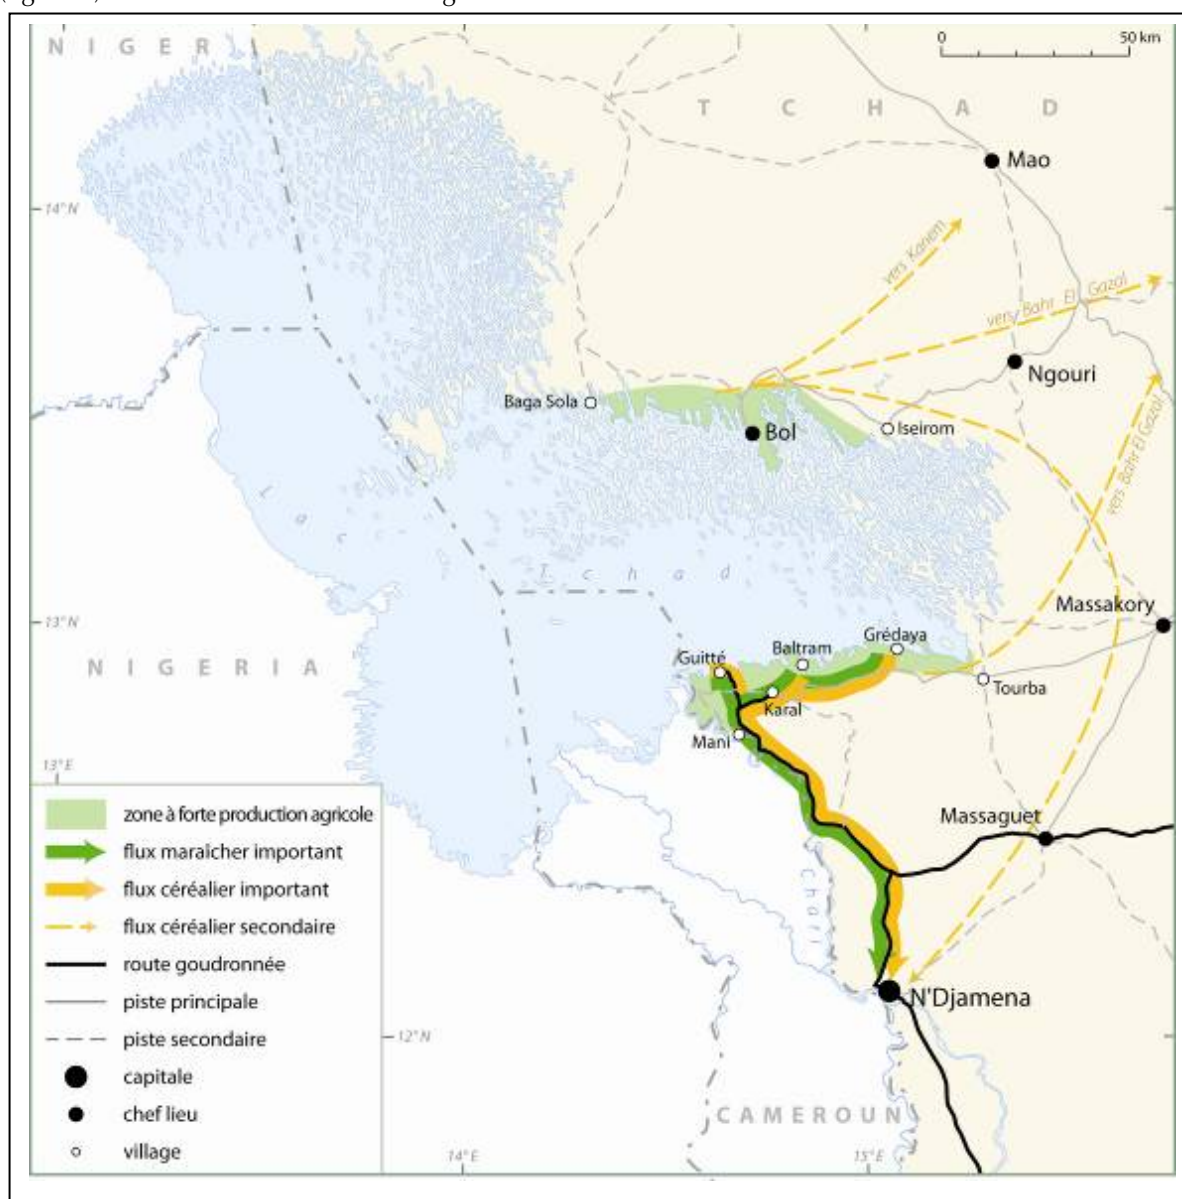 N I G E R
0 50 km
T C H A D
Mao
14°N
vers Kanem
vers Bahr El Gazal
Ngouri
Baga Sola
Bol
Iseirom
vers Bahr El Gazal
Lac
Tchad
Massakory
13°N
Grédaya
Baltram
Guitté
N I G E R I A
Tourba
Karal
Mani
13°E
zone à forte production agricole
Massaguet
flux maraîcher important
flux céréalier important
Chari
flux céréalier secondaire
route goudronnée
N'Djamena
piste principale
piste secondaire
12°N
capitale
chef lieu
CAMEROUN
village
14°E
15°E